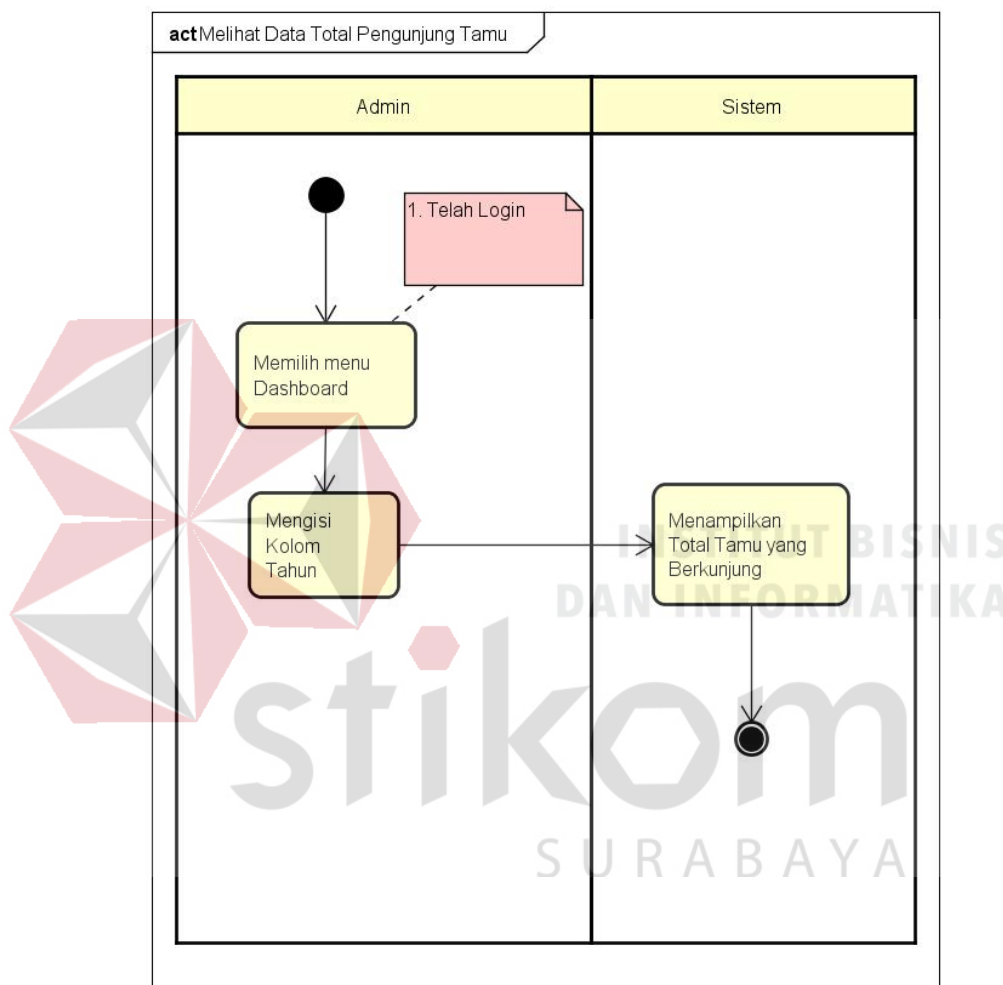 act Melihat Data Total Pengunjung Tamu
Admin
Sistem
1. Telah Login
Memilih menu
Dashboard
Mengisi
Kolom
Tahun
Menampilkan
Total Tamu yang
Berkunjung
INSTITUT BISNIS
DAN INFORMATIKA
stikom
SURABAYA